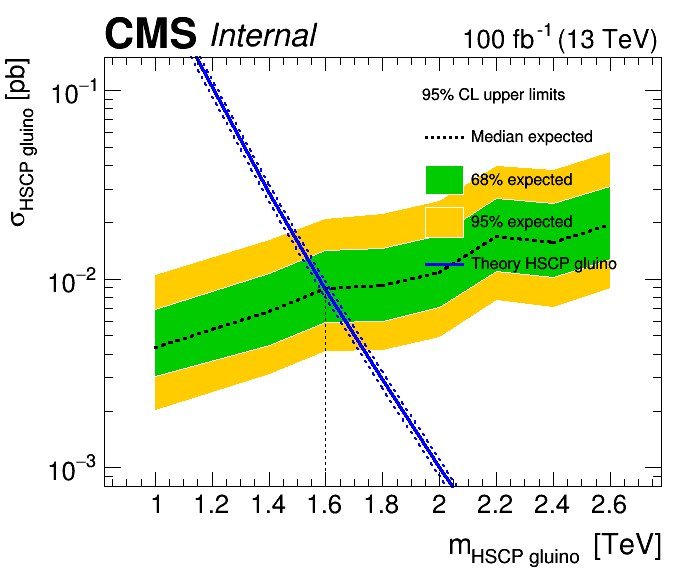 CMS Internal 100 fb-1 (13 TeV)
σHSCP gluino [pb]
10−1
10−2
10−3
95% CL upper limits
Median expected
68% expected
95% expected
Theory HSCP gluino
1 1.2 1.4 1.6 1.8 2 2.2 2.4 2.6
mHSCP gluino [TeV]